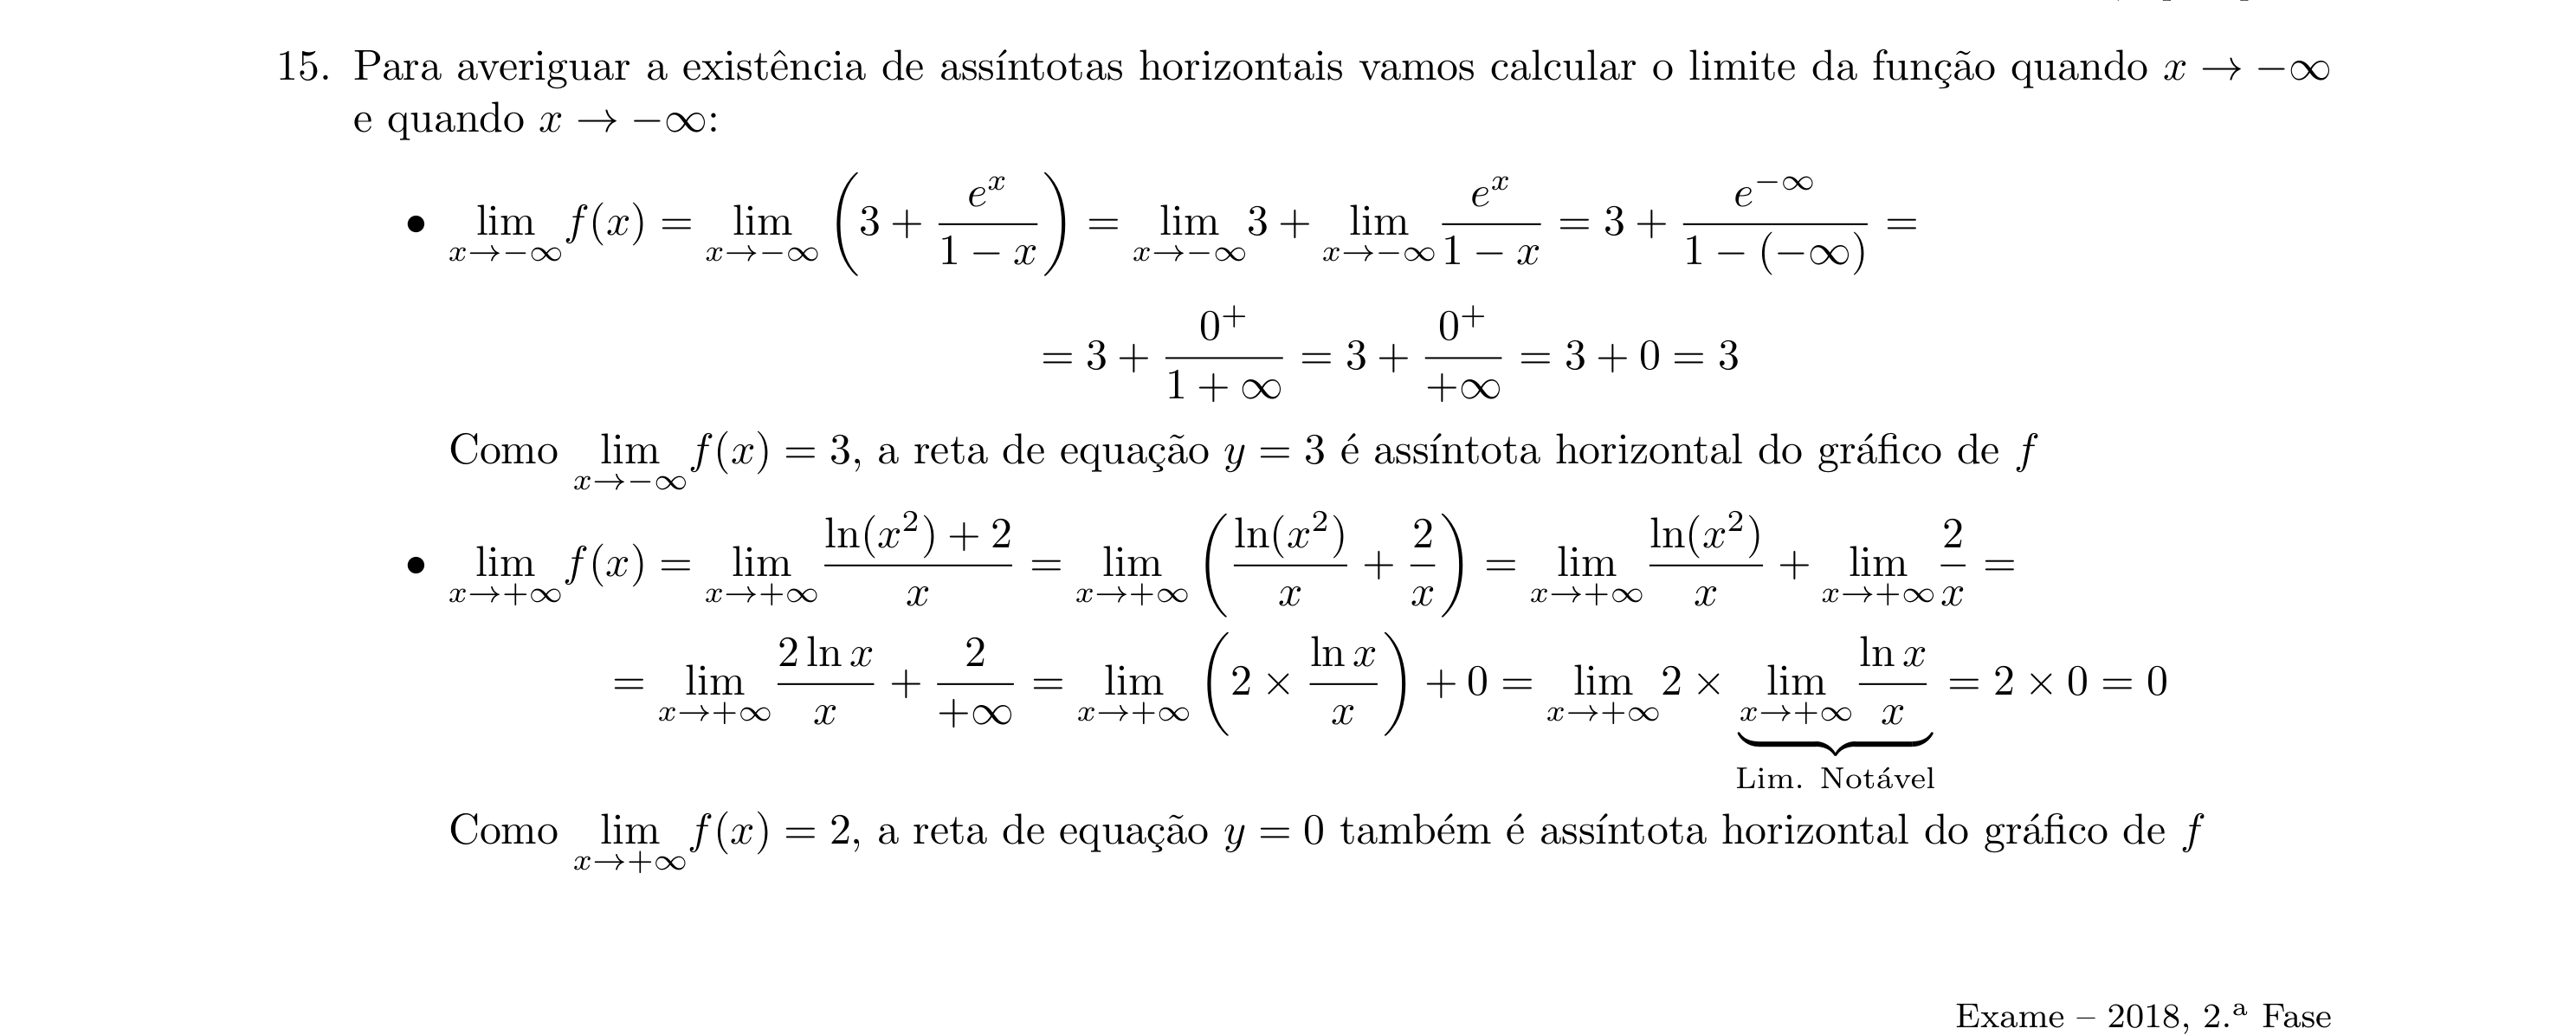 15. Para averiguar a existência de assíntotas horizontais vamos calcular o limite da função quando x → −∞
e quando x → −∞:
• lim_{x→−∞} f(x) = lim_{x→−∞} (3 + e^x/(1 − x)) = lim_{x→−∞} 3 + lim_{x→−∞} e^x/(1 − x) = 3 + e^{−∞}/(1 − (−∞)) =
= 3 + 0^+/(1 + ∞) = 3 + 0^+/(+∞) = 3 + 0 = 3
Como lim_{x→−∞} f(x) = 3, a reta de equação y = 3 é assíntota horizontal do gráfico de f
• lim_{x→+∞} f(x) = lim_{x→+∞} (ln(x^2) + 2)/x = lim_{x→+∞} (ln(x^2)/x + 2/x) = lim_{x→+∞} ln(x^2)/x + lim_{x→+∞} 2/x =
= lim_{x→+∞} (2 ln x)/x + 2/(+∞) = lim_{x→+∞} (2 × (ln x)/x) + 0 = lim_{x→+∞} 2 × lim_{x→+∞} (ln x)/x = 2 × 0 = 0
Lim. Notável
Como lim_{x→+∞} f(x) = 2, a reta de equação y = 0 também é assíntota horizontal do gráfico de f
Exame – 2018, 2.ª Fase